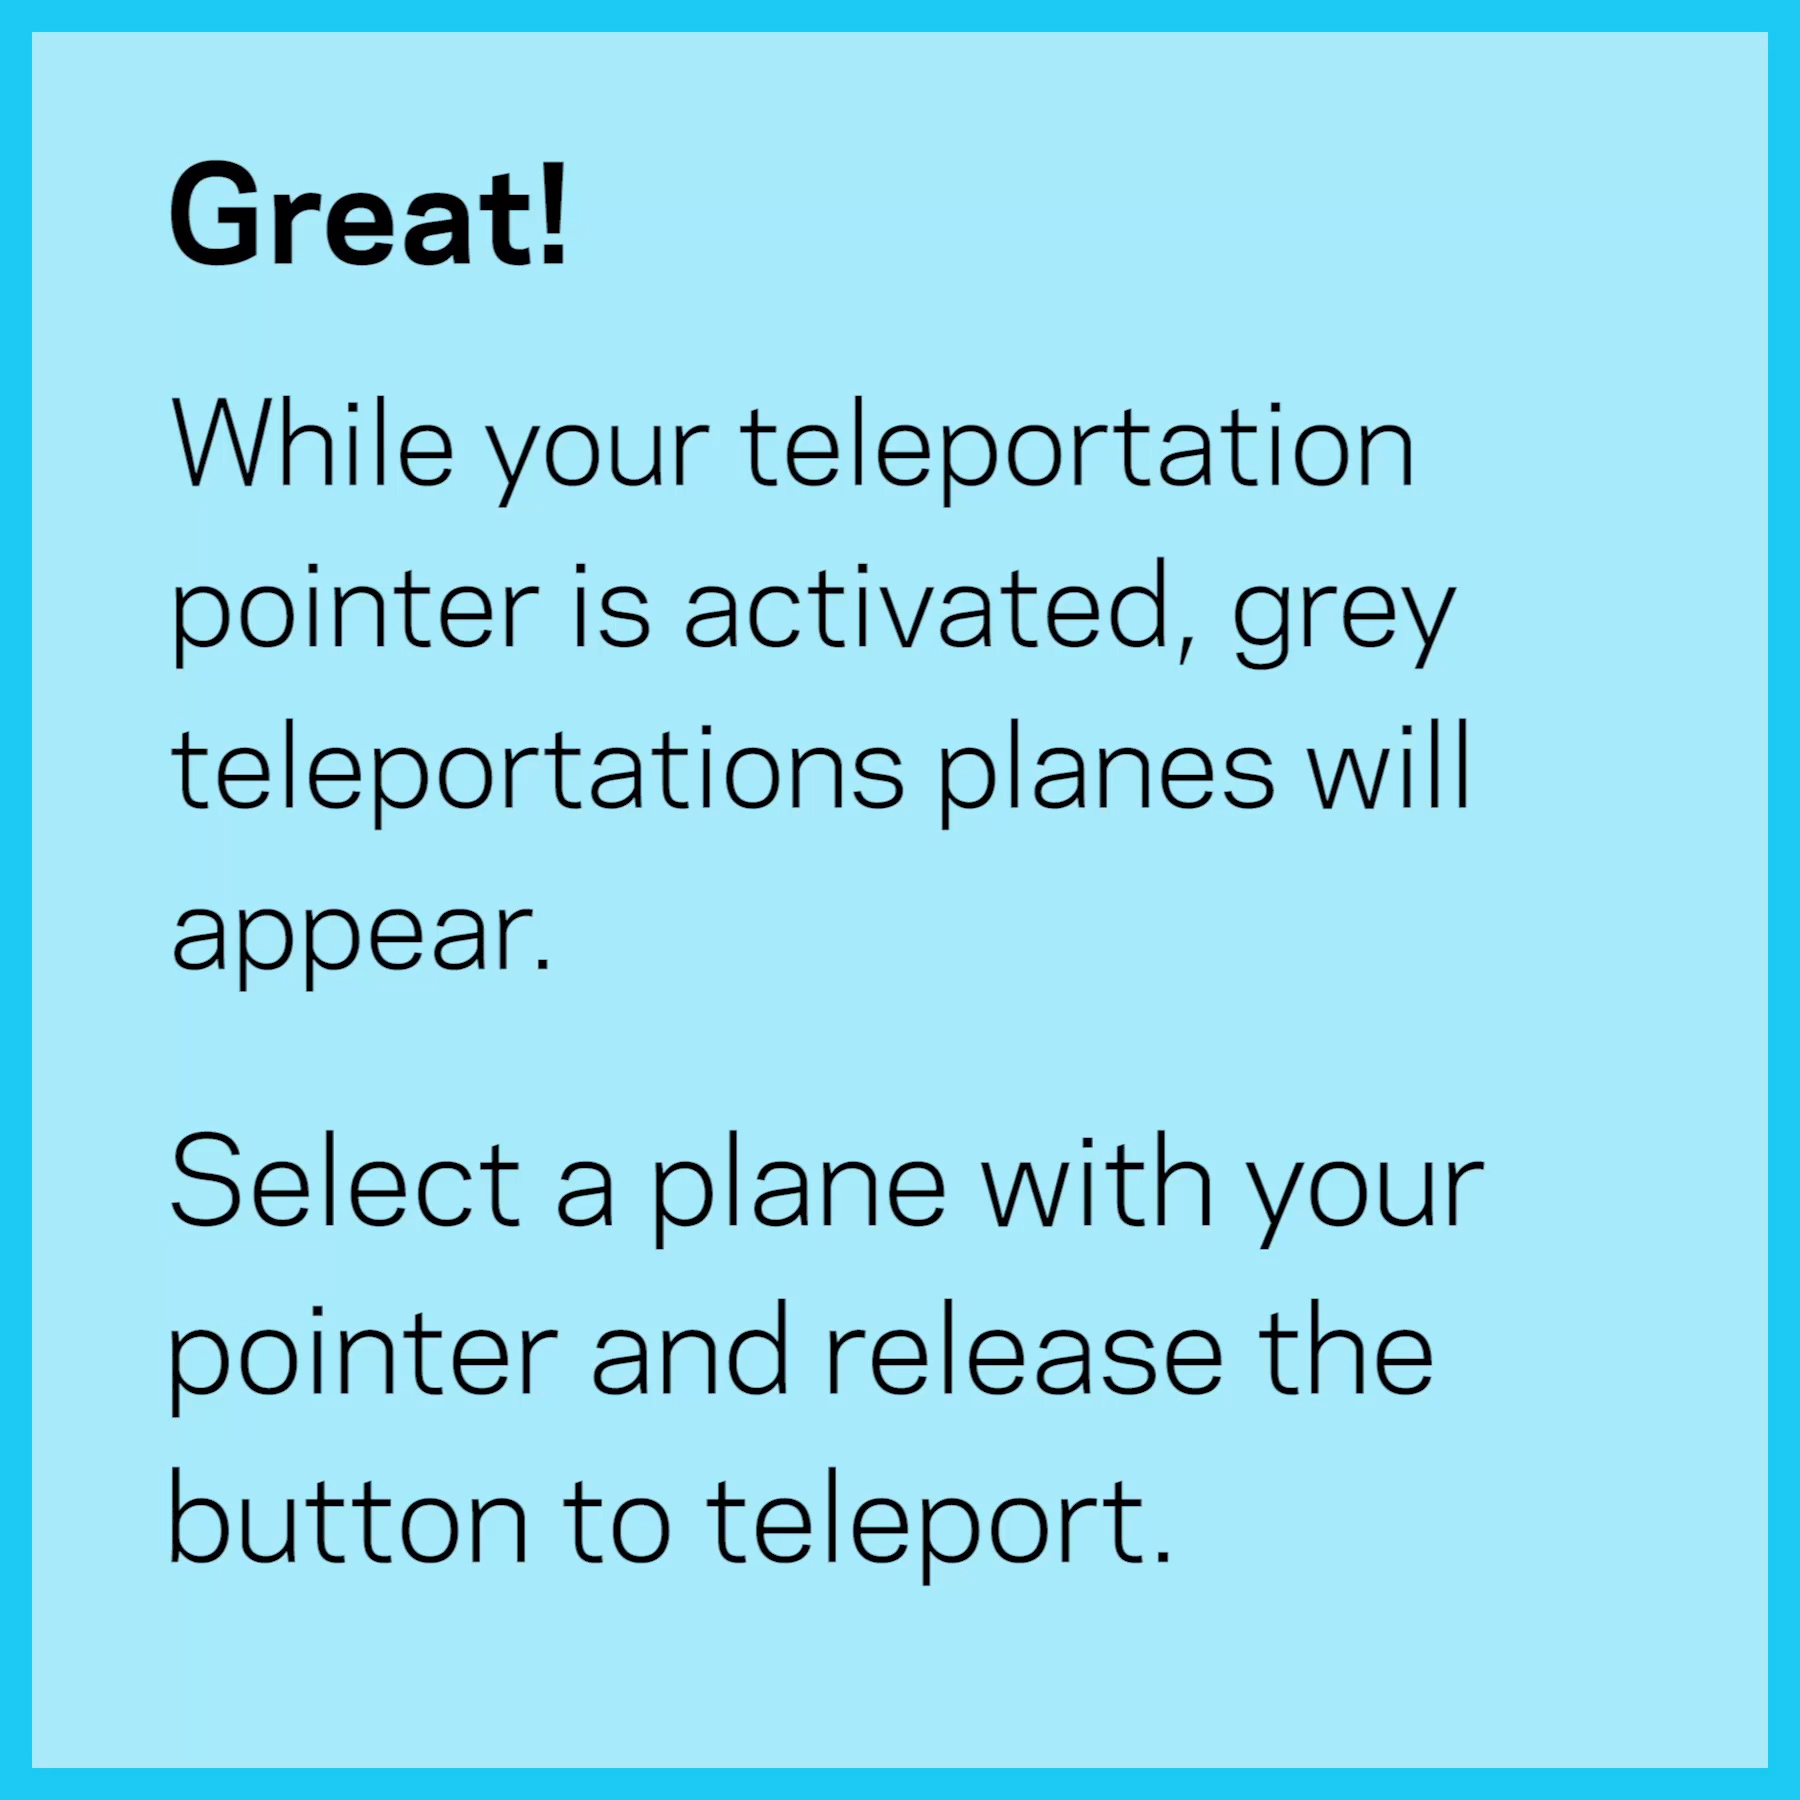 Great!
While your teleportation
pointer is activated, grey
teleportations planes will
appear.
Select a plane with your
pointer and release the
button to teleport.